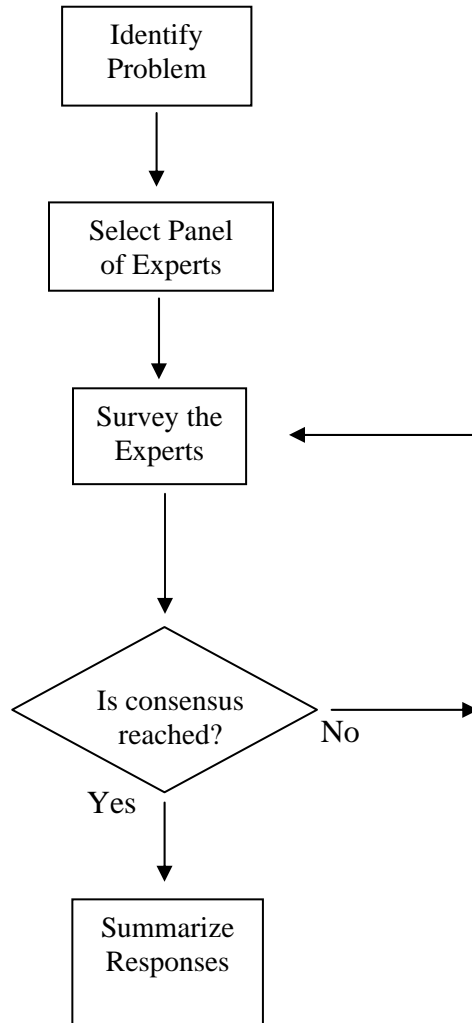 Identify
Problem
Select Panel
of Experts
Survey the
Experts
Is consensus
reached?
No
Yes
Summarize
Responses